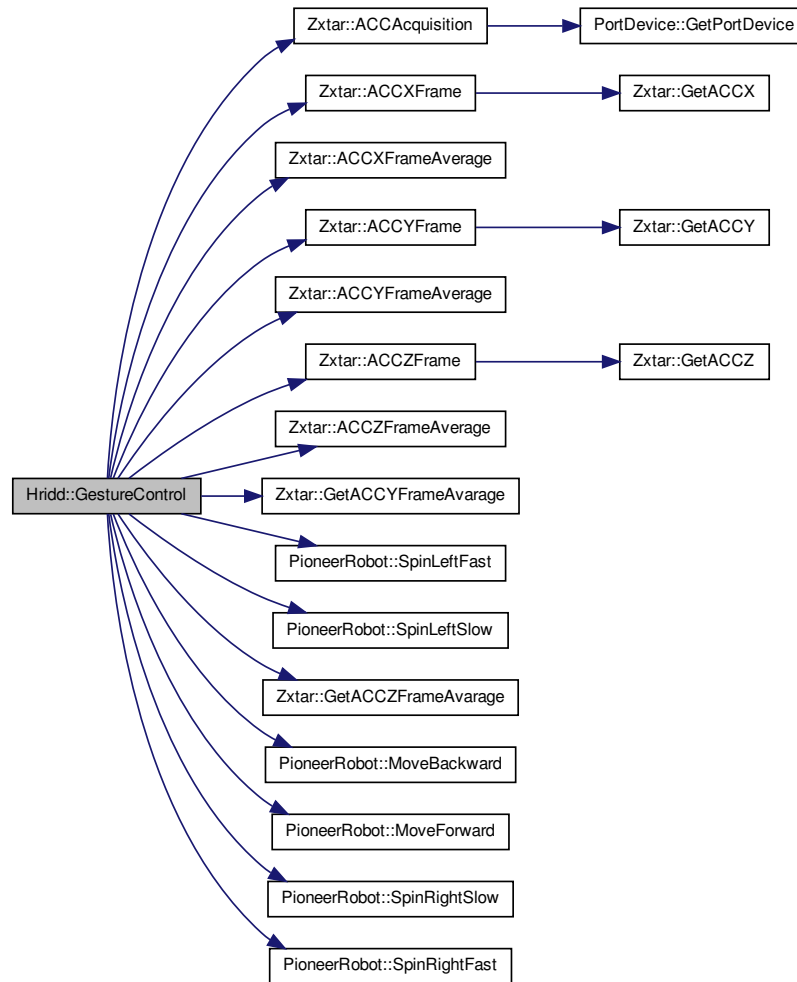 Zxtar::ACCAcquisition
PortDevice::GetPortDevice
Zxtar::ACCXFrame
Zxtar::GetACCX
Zxtar::ACCXFrameAverage
Zxtar::ACCYFrame
Zxtar::GetACCY
Zxtar::ACCYFrameAverage
Zxtar::ACCZFrame
Zxtar::GetACCZ
Zxtar::ACCZFrameAverage
Hridd::GestureControl
Zxtar::GetACCYFrameAvarage
PioneerRobot::SpinLeftFast
PioneerRobot::SpinLeftSlow
Zxtar::GetACCZFrameAvarage
PioneerRobot::MoveBackward
PioneerRobot::MoveForward
PioneerRobot::SpinRightSlow
PioneerRobot::SpinRightFast